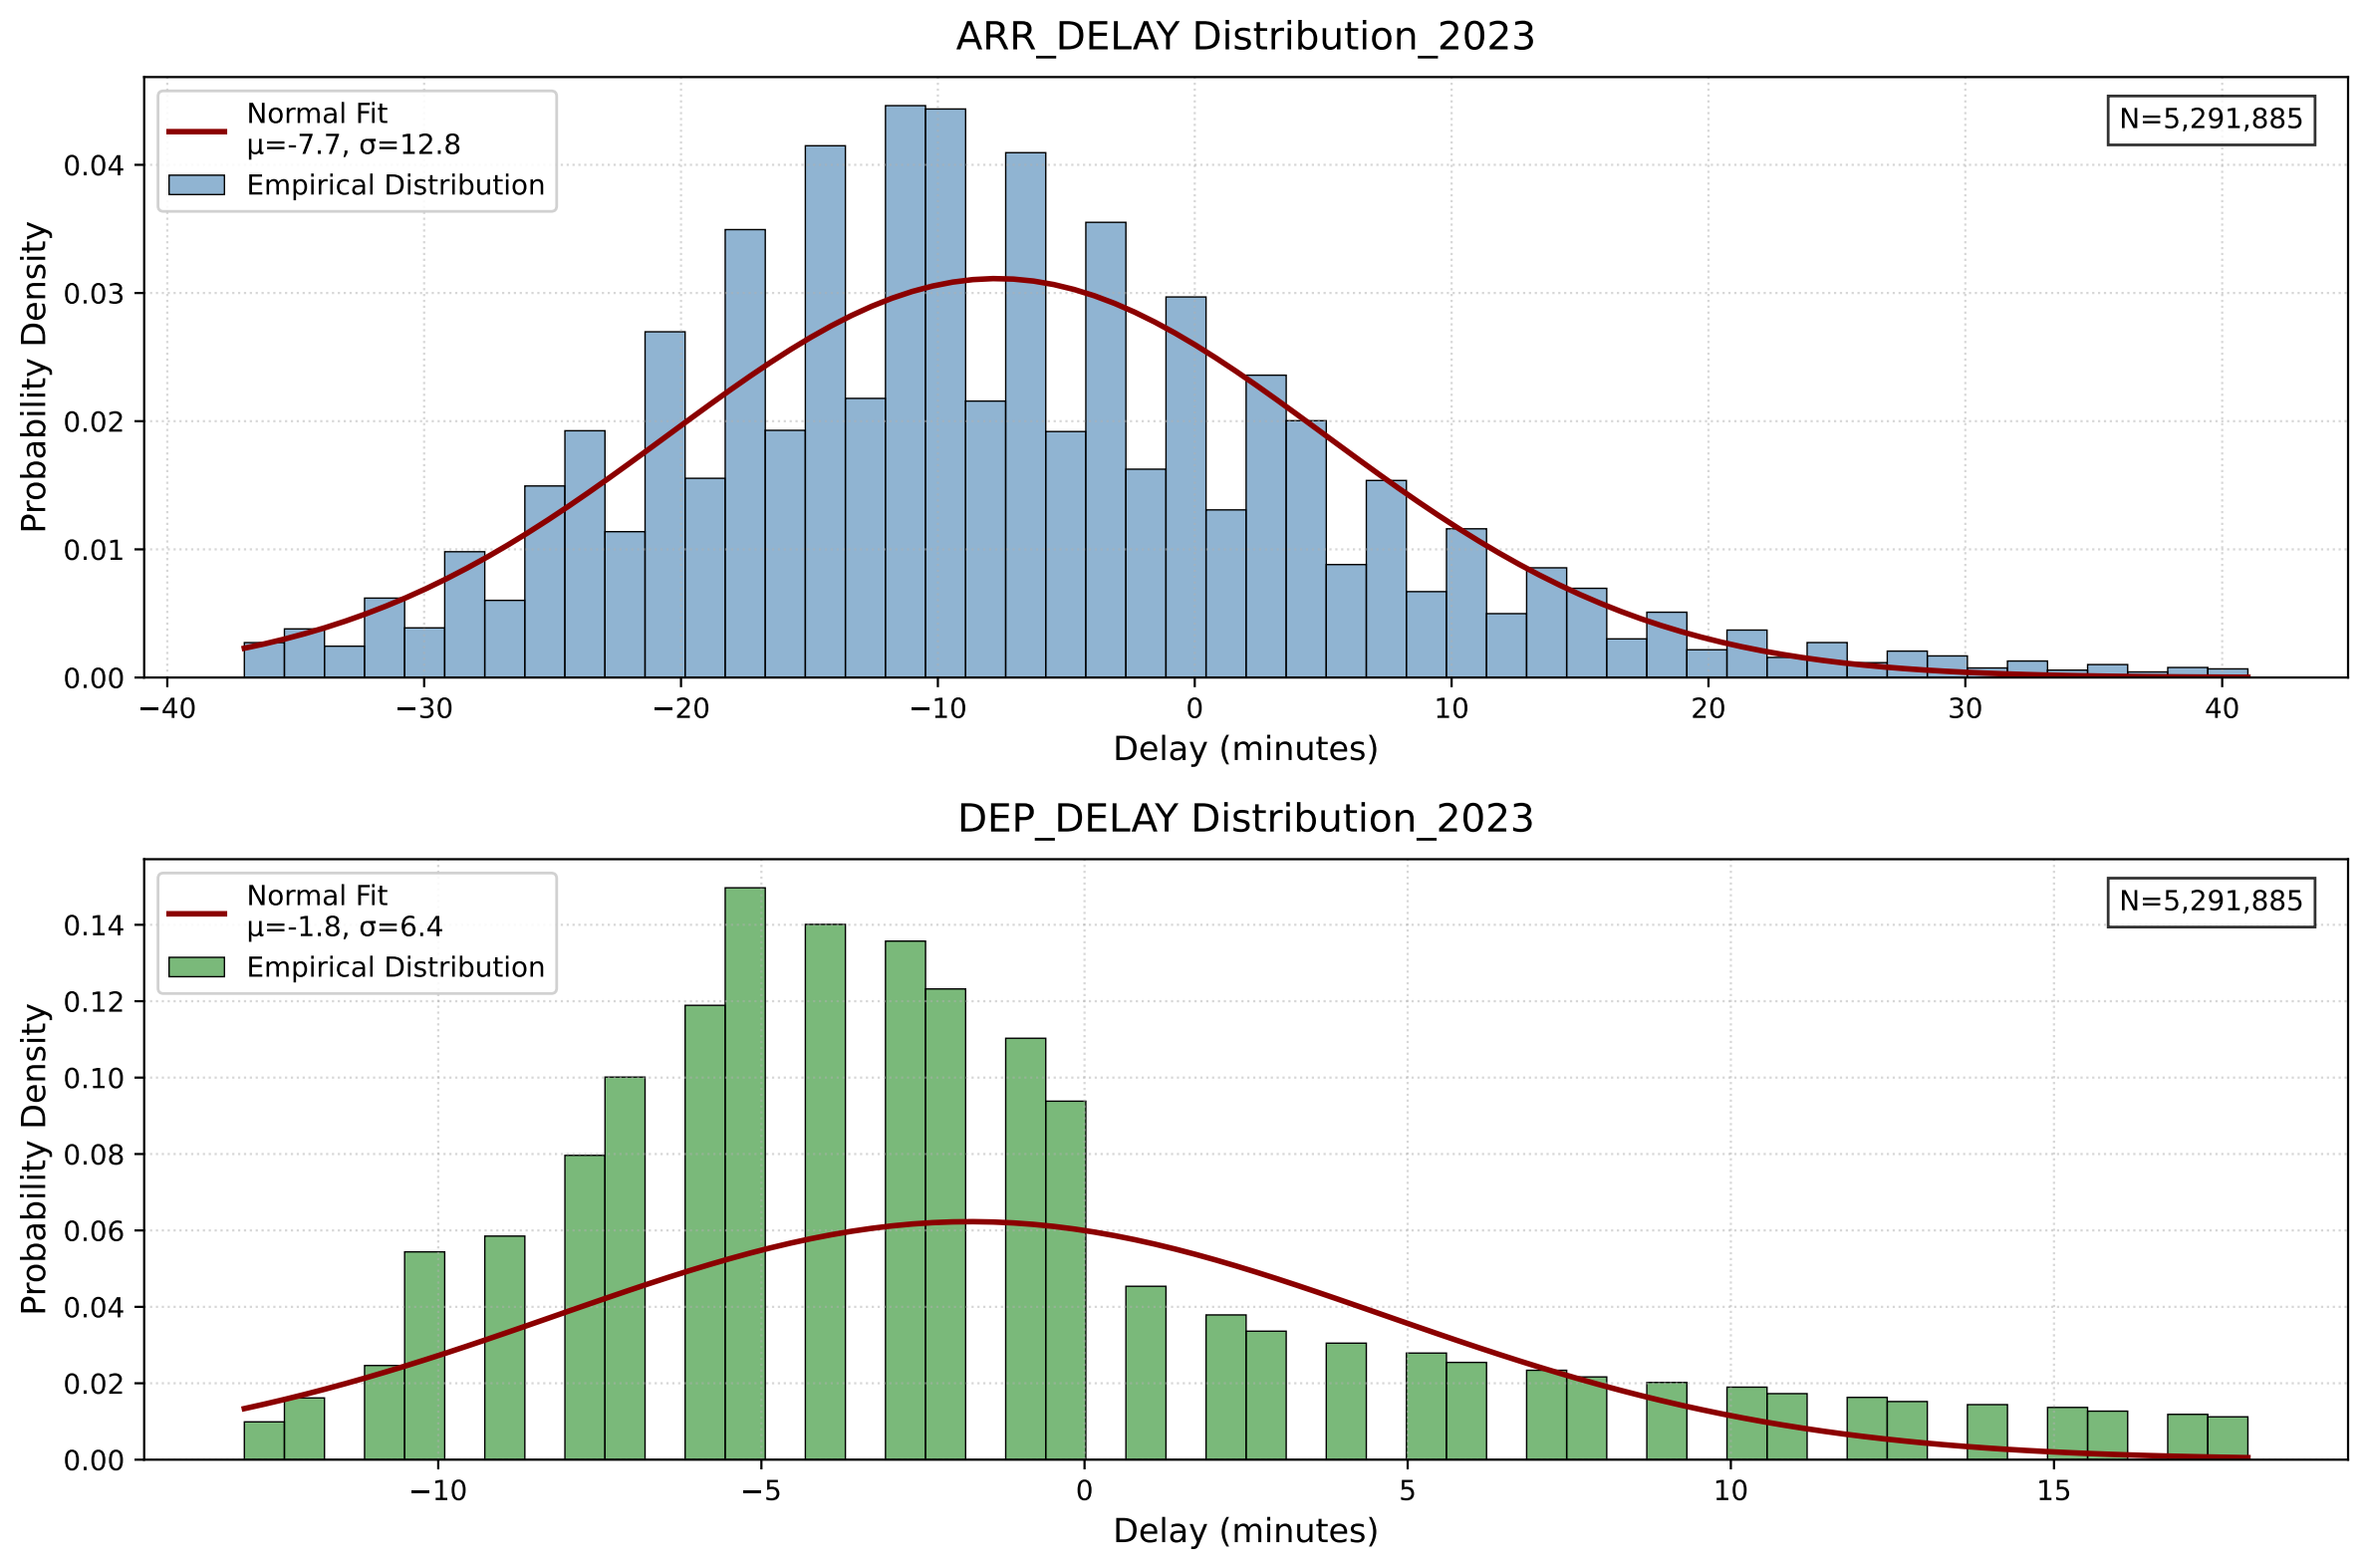 ARR_DELAY Distribution_2023
Normal Fit
μ=-7.7, σ=12.8
Empirical Distribution
N=5,291,885
Probability Density
0.04
0.03
0.02
0.01
0.00
−40 −30 −20 −10 0 10 20 30 40
Delay (minutes)
DEP_DELAY Distribution_2023
Normal Fit
μ=-1.8, σ=6.4
Empirical Distribution
N=5,291,885
Probability Density
0.14
0.12
0.10
0.08
0.06
0.04
0.02
0.00
−10 −5 0 5 10 15
Delay (minutes)